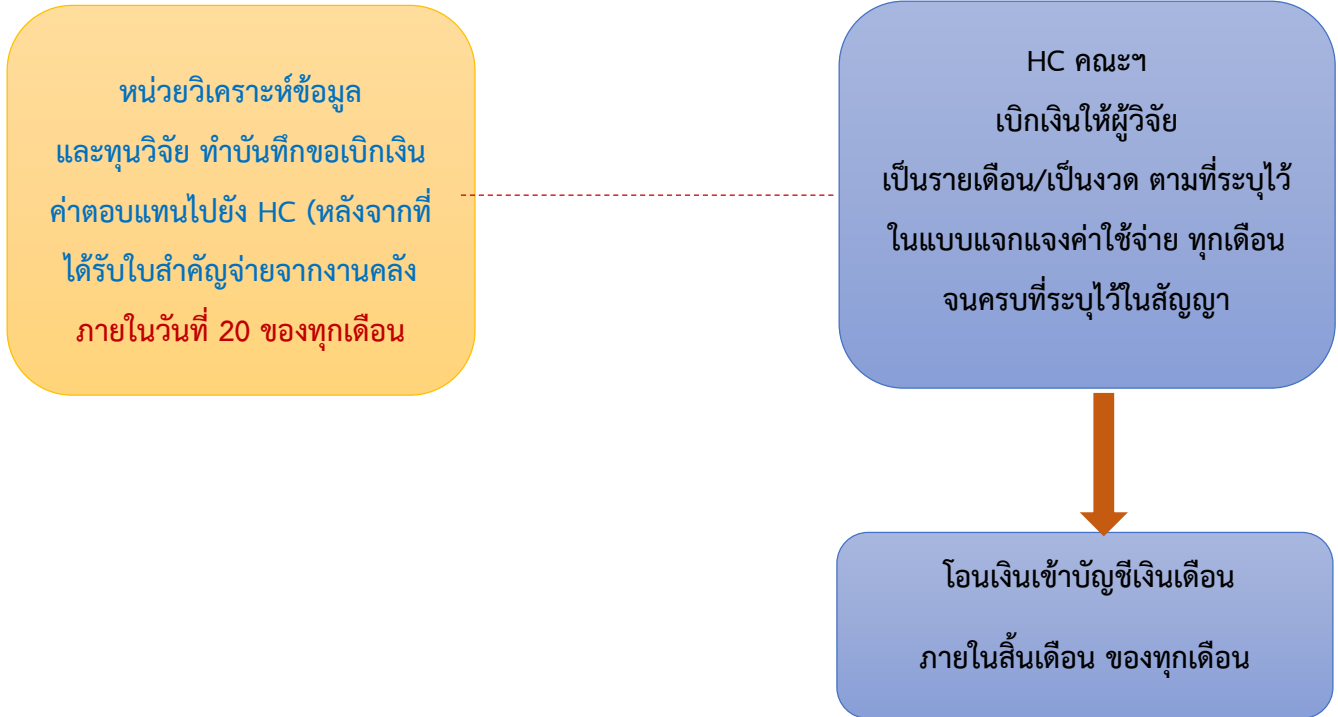 หน่วยวิเคราะห์ข้อมูล
และทุนวิจัย ทำบันทึกขอเบิกเงิน
ค่าตอบแทนไปยัง HC (หลังจากที่
ได้รับใบสำคัญจ่ายจากงานคลัง
ภายในวันที่ 20 ของทุกเดือน
HC คณะฯ
เบิกเงินให้ผู้วิจัย
เป็นรายเดือน/เป็นงวด ตามที่ระบุไว้
ในแบบแจกแจงค่าใช้จ่าย ทุกเดือน
จนครบที่ระบุไว้ในสัญญา
โอนเงินเข้าบัญชีเงินเดือน
ภายในสิ้นเดือน ของทุกเดือน